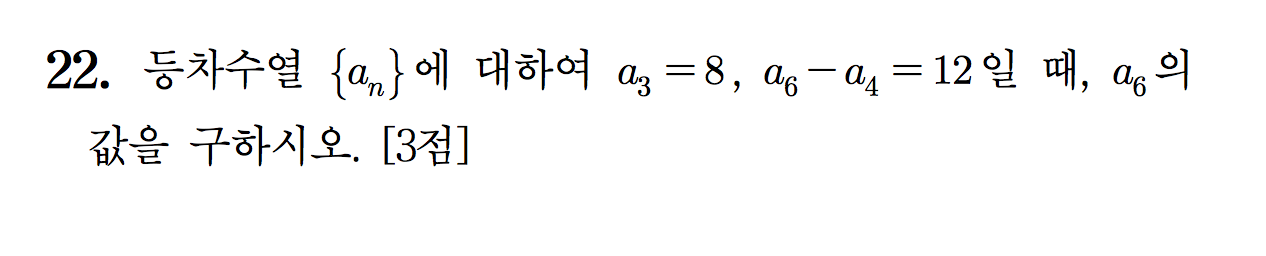 22. 등차수열 {aₙ}에 대하여 a₃=8, a₆-a₄=12일 때, a₆의
값을 구하시오. [3점]